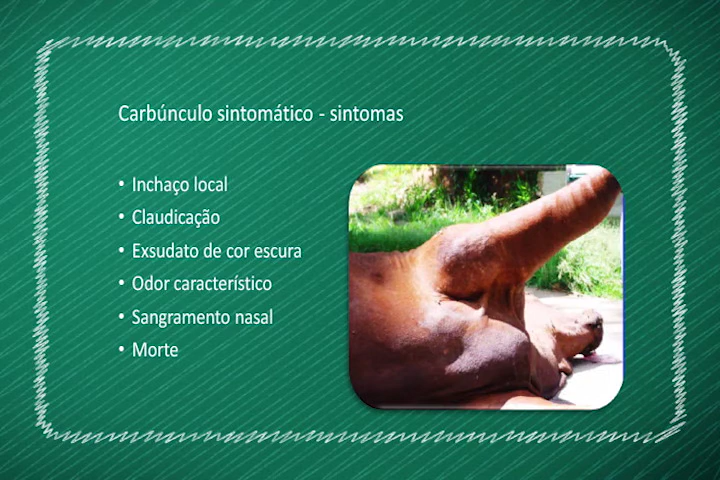 Carbúnculo sintomático - sintomas
• Inchaço local
• Claudicação
• Exsudato de cor escura
• Odor característico
• Sangramento nasal
• Morte